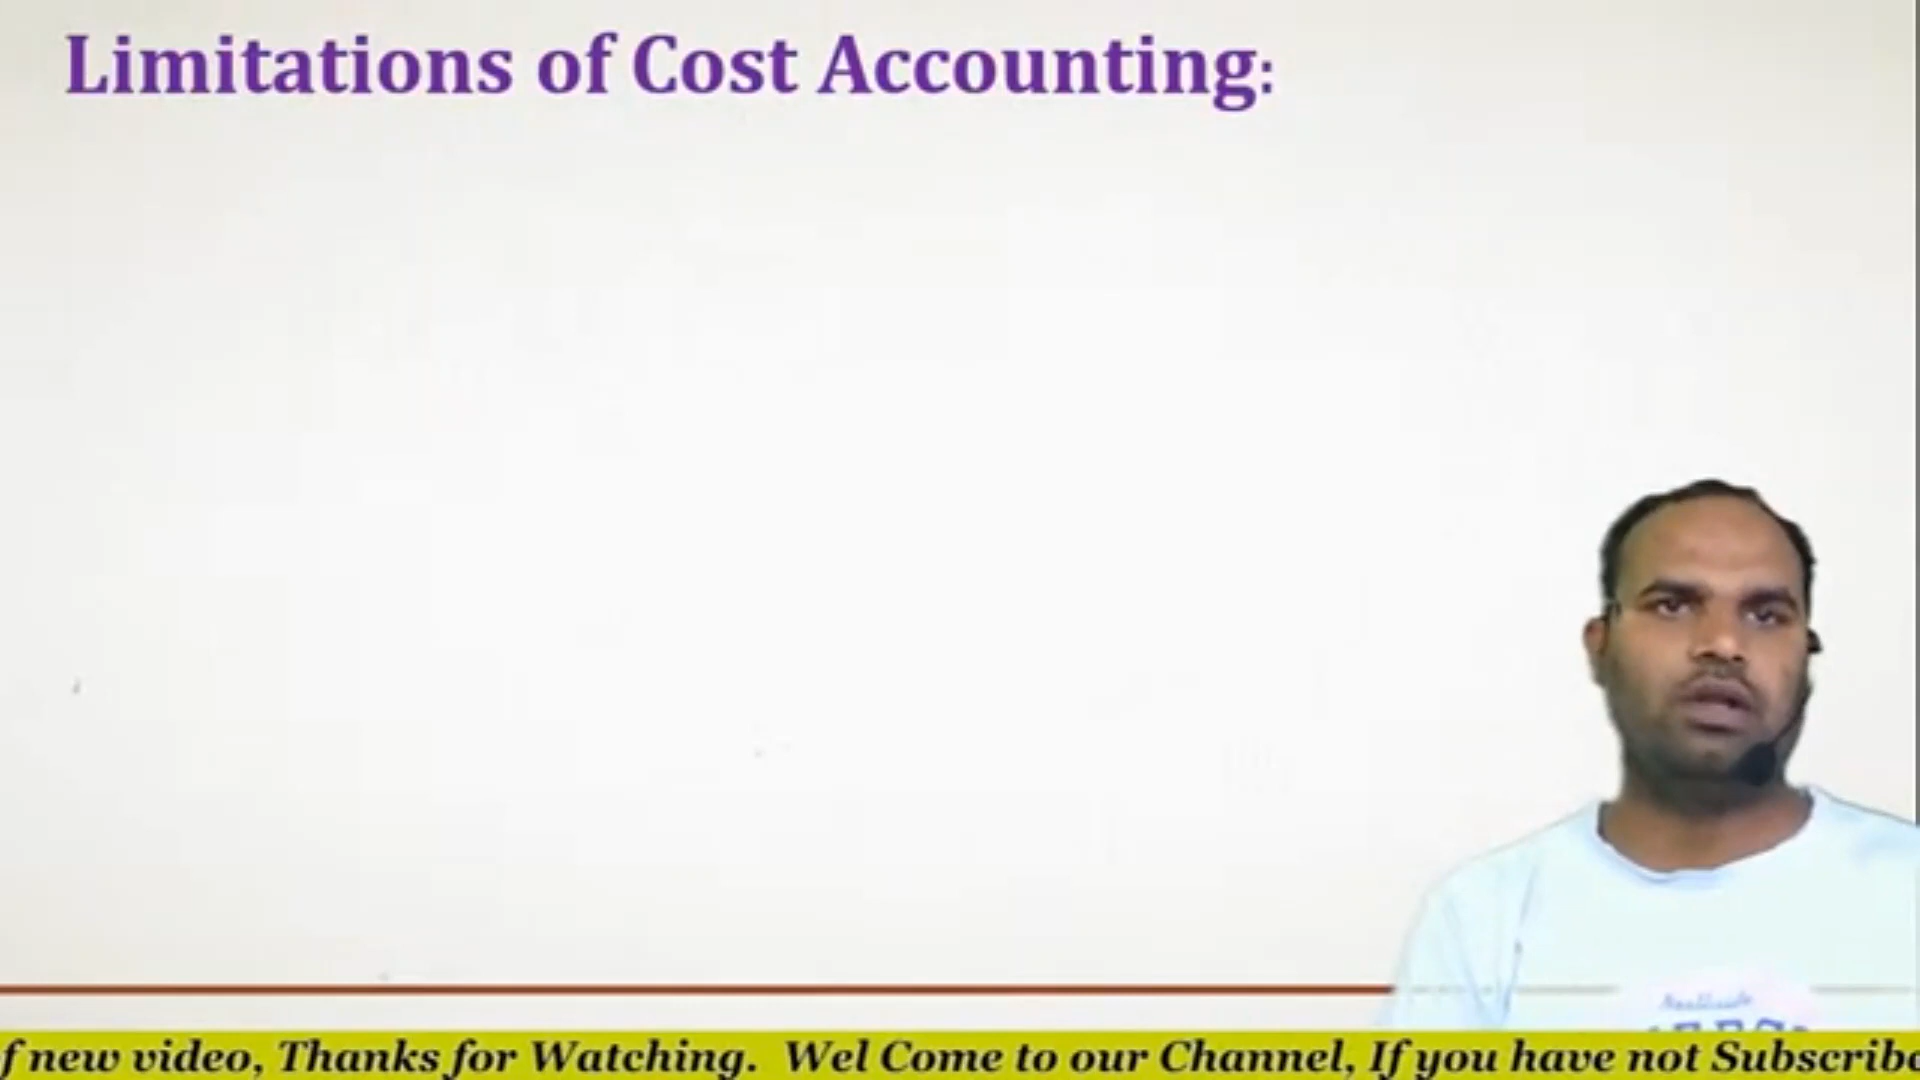 Limitations of Cost Accounting:
f new video, Thanks for Watching. Wel Come to our Channel, If you have not Subscribe